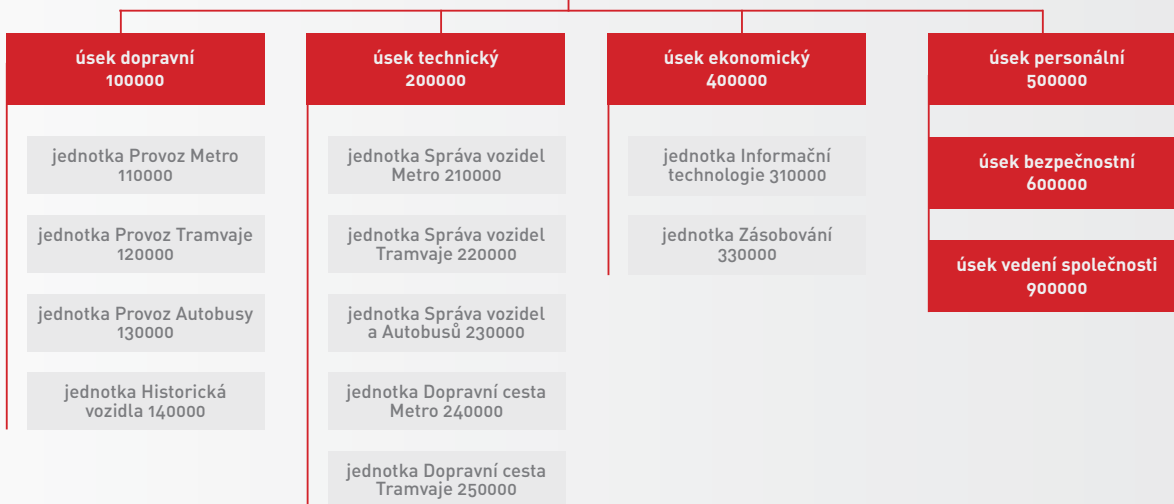 úsek dopravní
100000
jednotka Provoz Metro
110000
jednotka Provoz Tramvaje
120000
jednotka Provoz Autobusy
130000
jednotka Historická
vozidla 140000
úsek technický
200000
jednotka Správa vozidel
Metro 210000
jednotka Správa vozidel
Tramvaje 220000
jednotka Správa vozidel
a Autobusů 230000
jednotka Dopravní cesta
Metro 240000
jednotka Dopravní cesta
Tramvaje 250000
úsek ekonomický
400000
jednotka Informační
technologie 310000
jednotka Zásobování
330000
úsek personální
500000
úsek bezpečnostní
600000
úsek vedení společnosti
900000